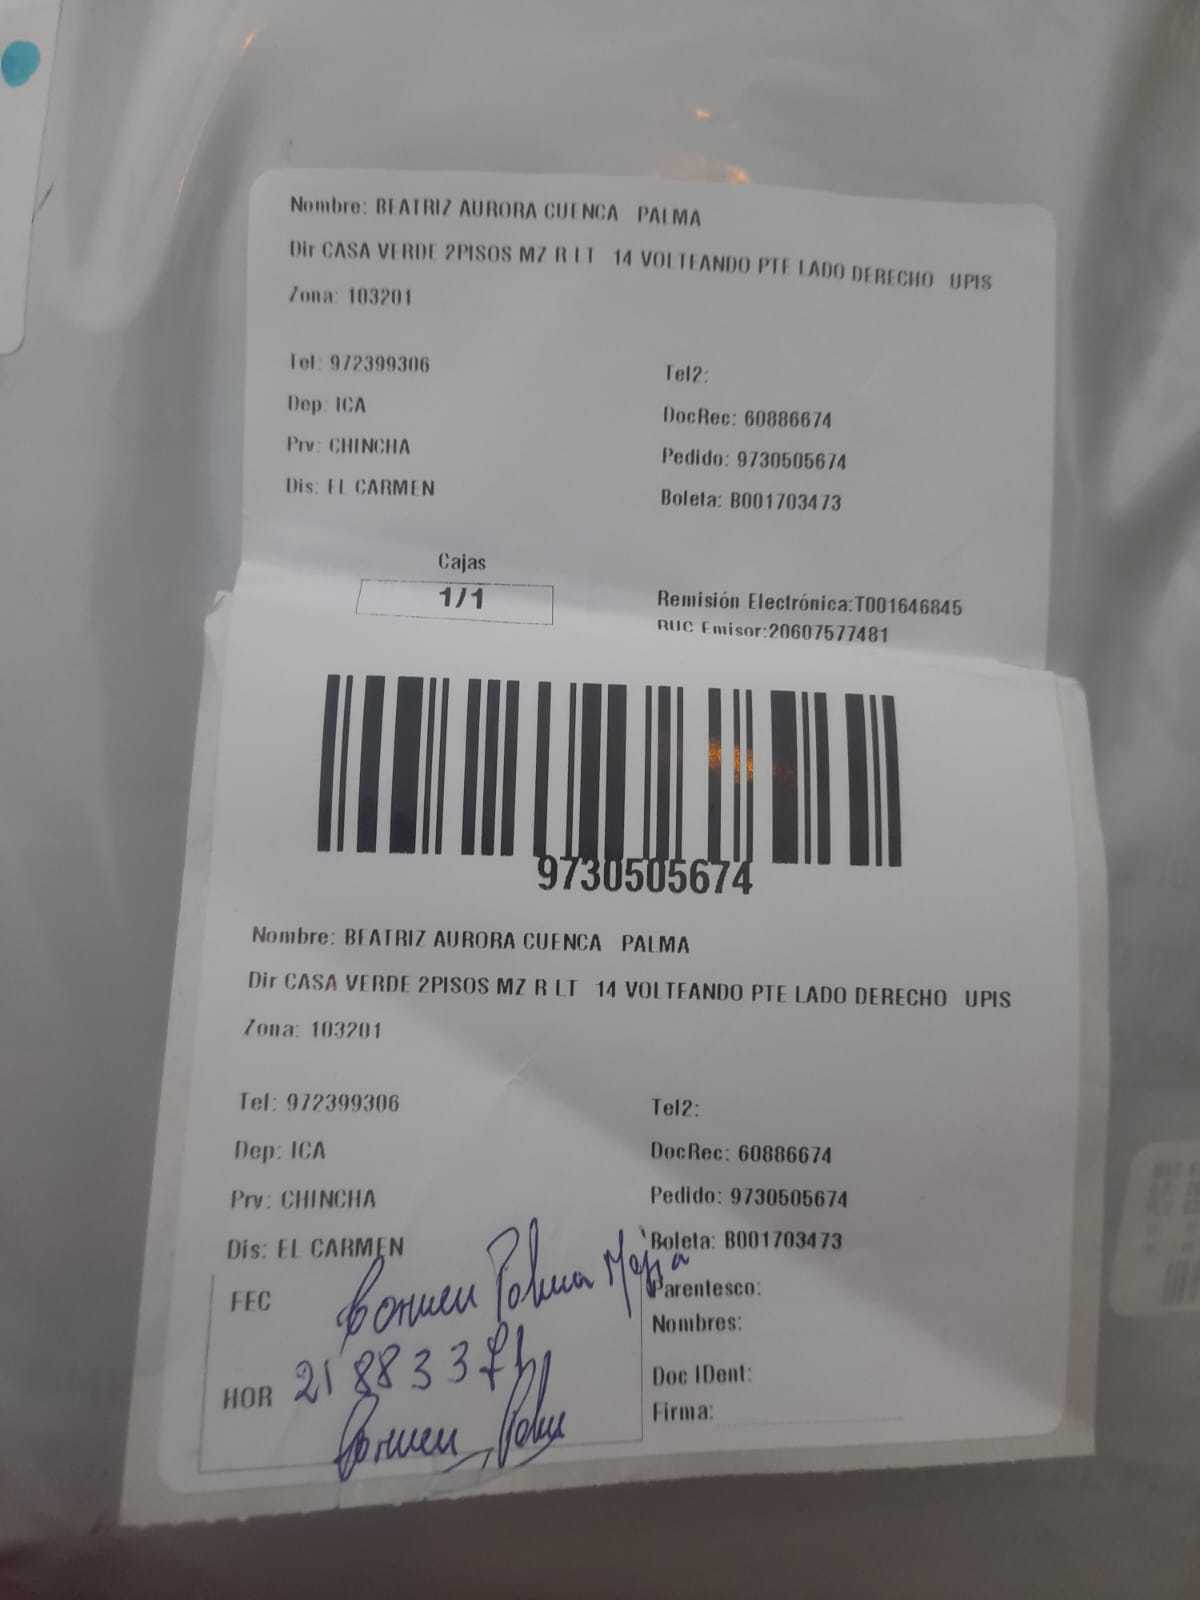 Nombre: BEATRIZ AURORA CUENCA PALMA
Dir CASA VERDE 2PISOS MZ R LT 14 VOLTEANDO PTE LADO DERECHO UPIS
Zona: 103201
Tel: 972399306
Tel2:
Dep: ICA
DocRec: 60886674
Prv: CHINCHA
Pedido: 9730505674
Dis: EL CARMEN
Boleta: B001703473
Cajas
1/1
Remisión Electrónica:T001646845
RUC Emisor:20607577481
9730505674
Nombre: BEATRIZ AURORA CUENCA PALMA
Dir CASA VERDE 2PISOS MZ R LT 14 VOLTEANDO PTE LADO DERECHO UPIS
Zona: 103201
Tel: 972399306
Tel2:
Dep: ICA
DocRec: 60886674
Prv: CHINCHA
Pedido: 9730505674
Dis: EL CARMEN
Boleta: B001703473
FEC
Carmen Palma
Parentesco:
Nombres:
HOR
218833
Doc IDent:
Carmen Palm
Firma: